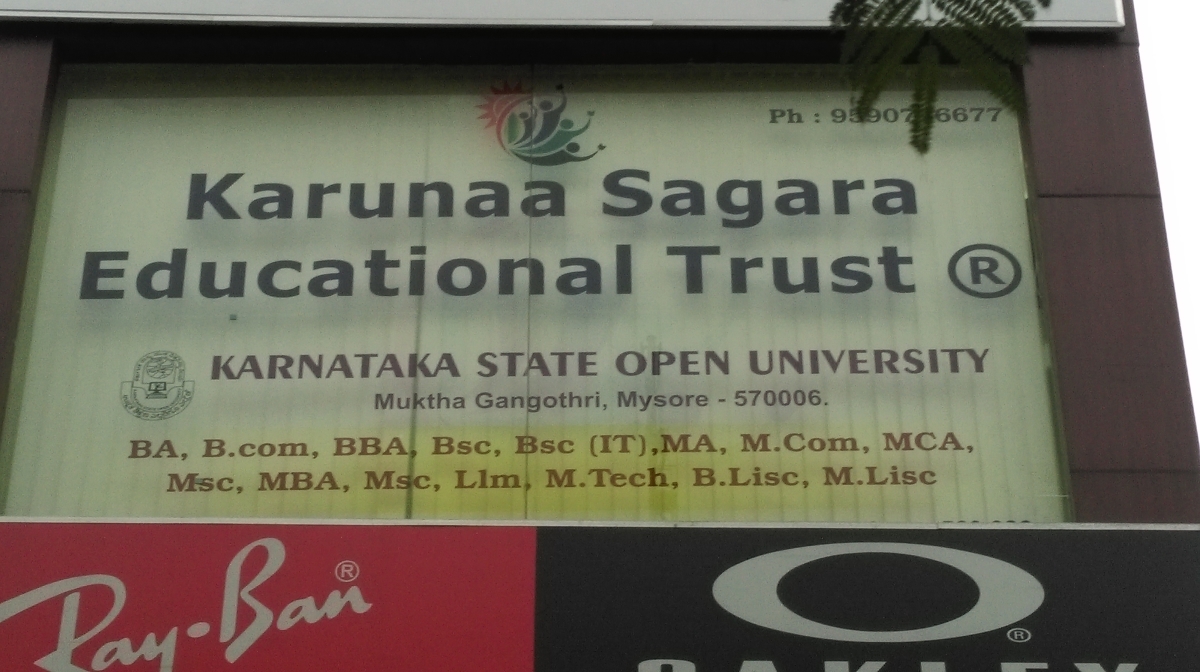 Ph :
Karunaa Sagara
Educational Trust ®
KARNATAKA STATE OPEN UNIVERSITY
Muktha Gangothri, Mysore - 570006.
BA, B.com, BBA, Bsc, Bsc (IT),MA, M.Com, MCA,
Msc, MBA, Msc, Llm, M.Tech, B.Lisc, M.Lisc
Ray-Ban ®
®
OAKLEY